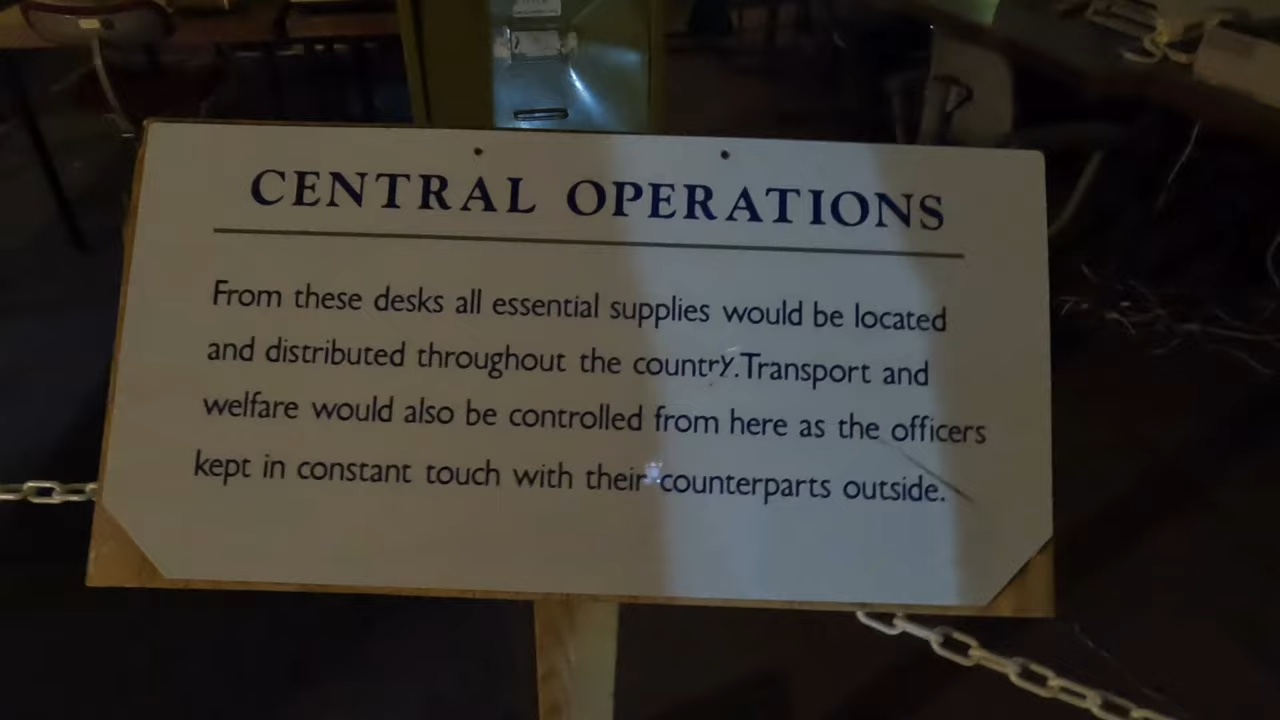 CENTRAL OPERATIONS
From these desks all essential supplies would be located
and distributed throughout the country.Transport and
welfare would also be controlled from here as the officers
kept in constant touch with their counterparts outside.